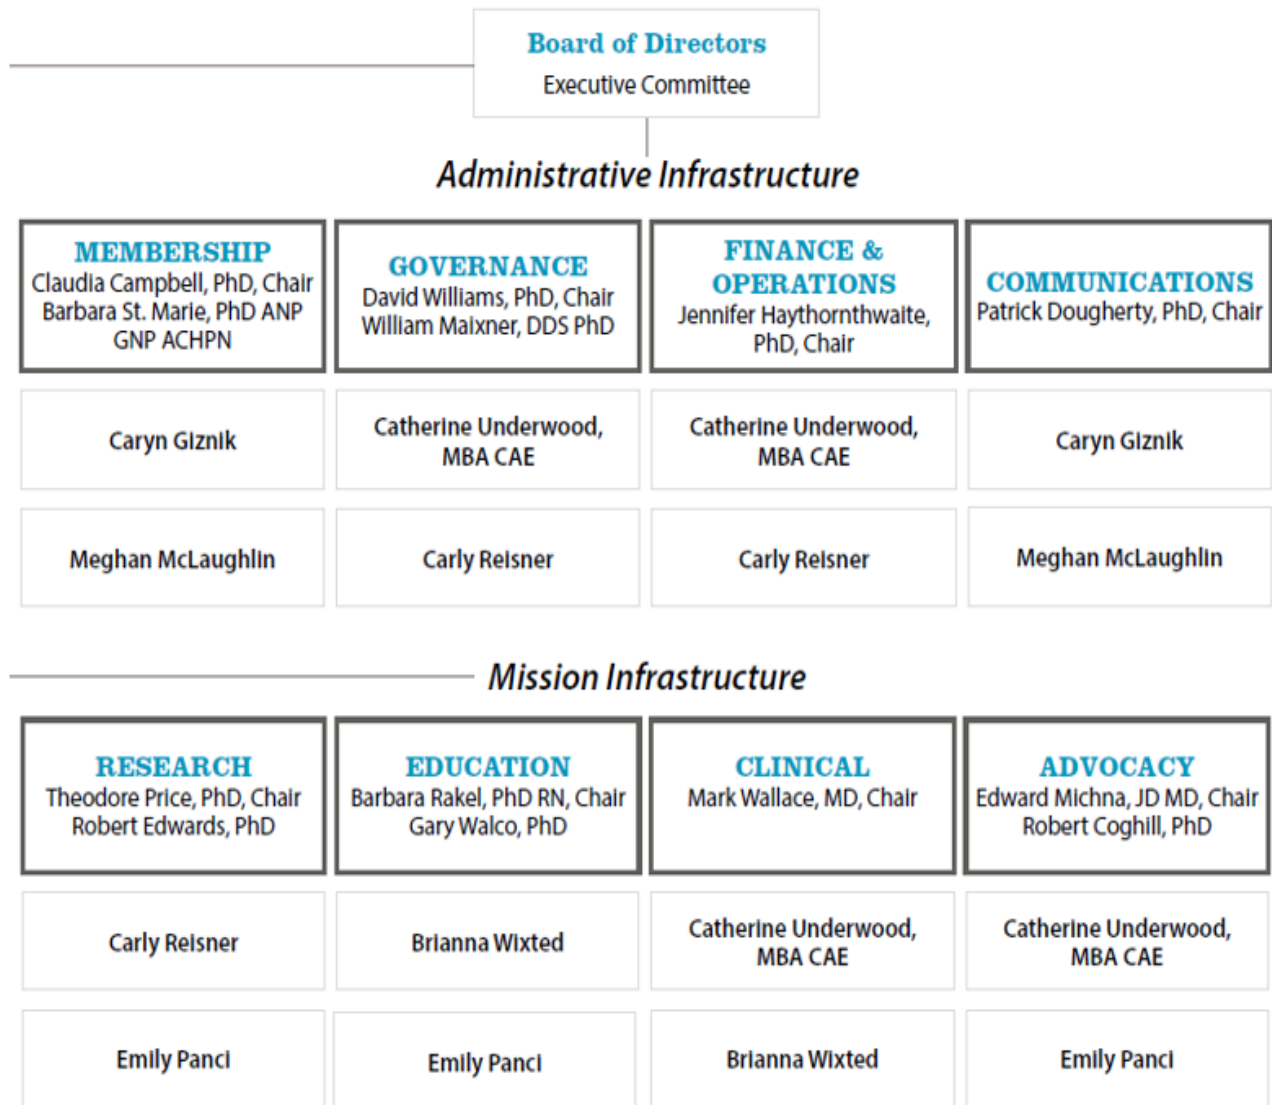 Board of Directors
Executive Committee
Administrative Infrastructure
MEMBERSHIP
Claudia Campbell, PhD, Chair
Barbara St. Marie, PhD ANP
GNP ACHPN
GOVERNANCE
David Williams, PhD, Chair
William Maixner, DDS PhD
FINANCE &
OPERATIONS
Jennifer Haythornthwaite,
PhD, Chair
COMMUNICATIONS
Patrick Dougherty, PhD, Chair
Caryn Giznik
Catherine Underwood,
MBA CAE
Catherine Underwood,
MBA CAE
Caryn Giznik
Meghan McLaughlin
Carly Reisner
Carly Reisner
Meghan McLaughlin
Mission Infrastructure
RESEARCH
Theodore Price, PhD, Chair
Robert Edwards, PhD
EDUCATION
Barbara Rakel, PhD RN, Chair
Gary Walco, PhD
CLINICAL
Mark Wallace, MD, Chair
ADVOCACY
Edward Michna, JD MD, Chair
Robert Coghill, PhD
Carly Reisner
Brianna Wixted
Catherine Underwood,
MBA CAE
Catherine Underwood,
MBA CAE
Emily Panci
Emily Panci
Brianna Wixted
Emily Panci